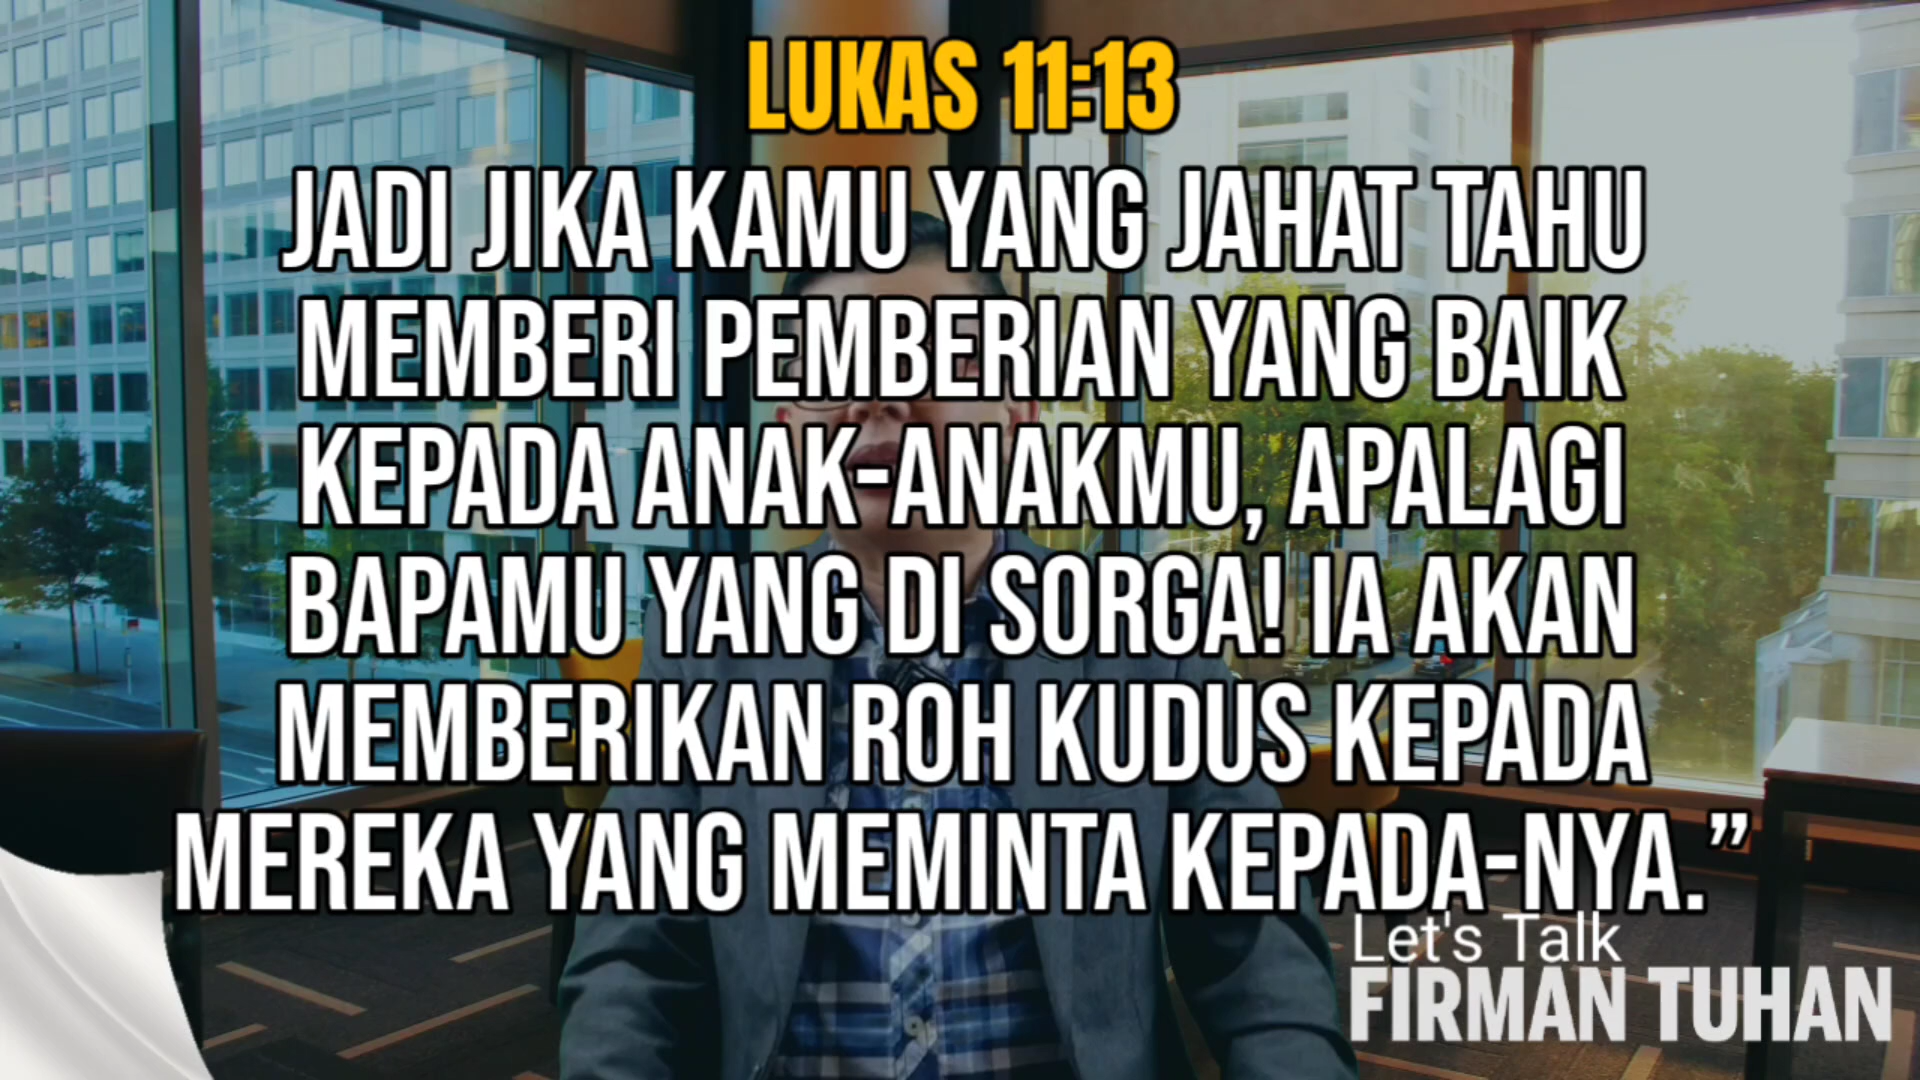 LUKAS 11:13
JADI JIKA KAMU YANG JAHAT TAHU
MEMBERI PEMBERIAN YANG BAIK
KEPADA ANAK-ANAKMU, APALAGI
BAPAMU YANG DI SORGA! IA AKAN
MEMBERIKAN ROH KUDUS KEPADA
MEREKA YANG MEMINTA KEPADA-NYA.”
Let's Talk
FIRMAN TUHAN